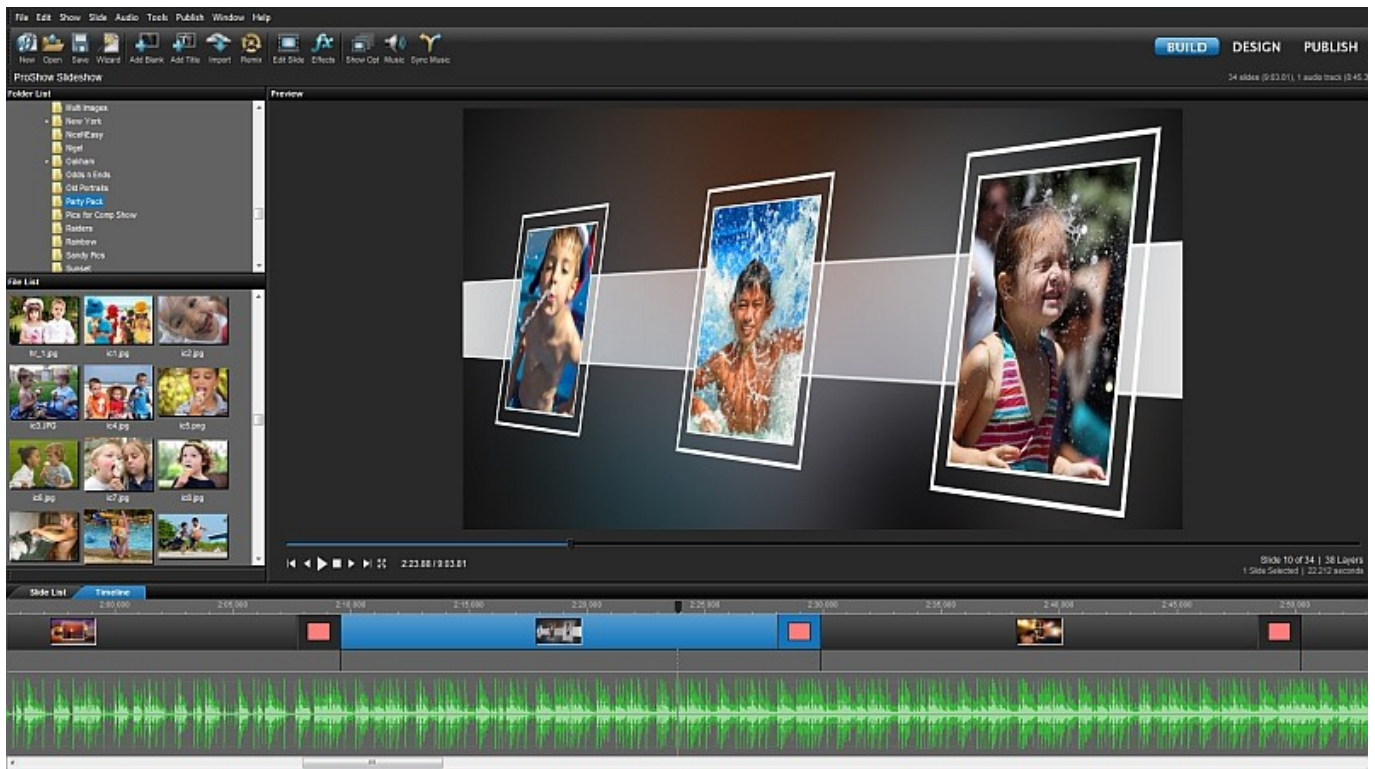 File Edit Show Slide Audio Tools Publish Window Help
New Open Save Wizard Add Blank Add Title Import Remix Edit Slide Effects Show Opt Music Sync Music
BUILD DESIGN PUBLISH
ProShow Slideshow
34 slides (9:03.01), 1 audio track (8:45.3
Folder List
Preview
Multi Images
New York
NiceNEasy
Nigel
Oakham
Odds n Ends
Old Portraits
Party Pack
Pics for Comp Show
Raiders
Rainbow
Sandy Pics
Sunset
File List
hr_1.jpg ic1.jpg ic2.jpg
ic3.JPG ic4.jpg ic5.png
ic6.jpg ic7.jpg ic8.jpg
2:23.88 / 9:03.01
Slide 10 of 34 | 38 Layers
1 Slide Selected | 22.212 seconds
Slide List Timeline
2:00.000 2:05.000 2:10.000 2:15.000 2:20.000 2:25.000 2:30.000 2:35.000 2:40.000 2:45.000 2:50.000